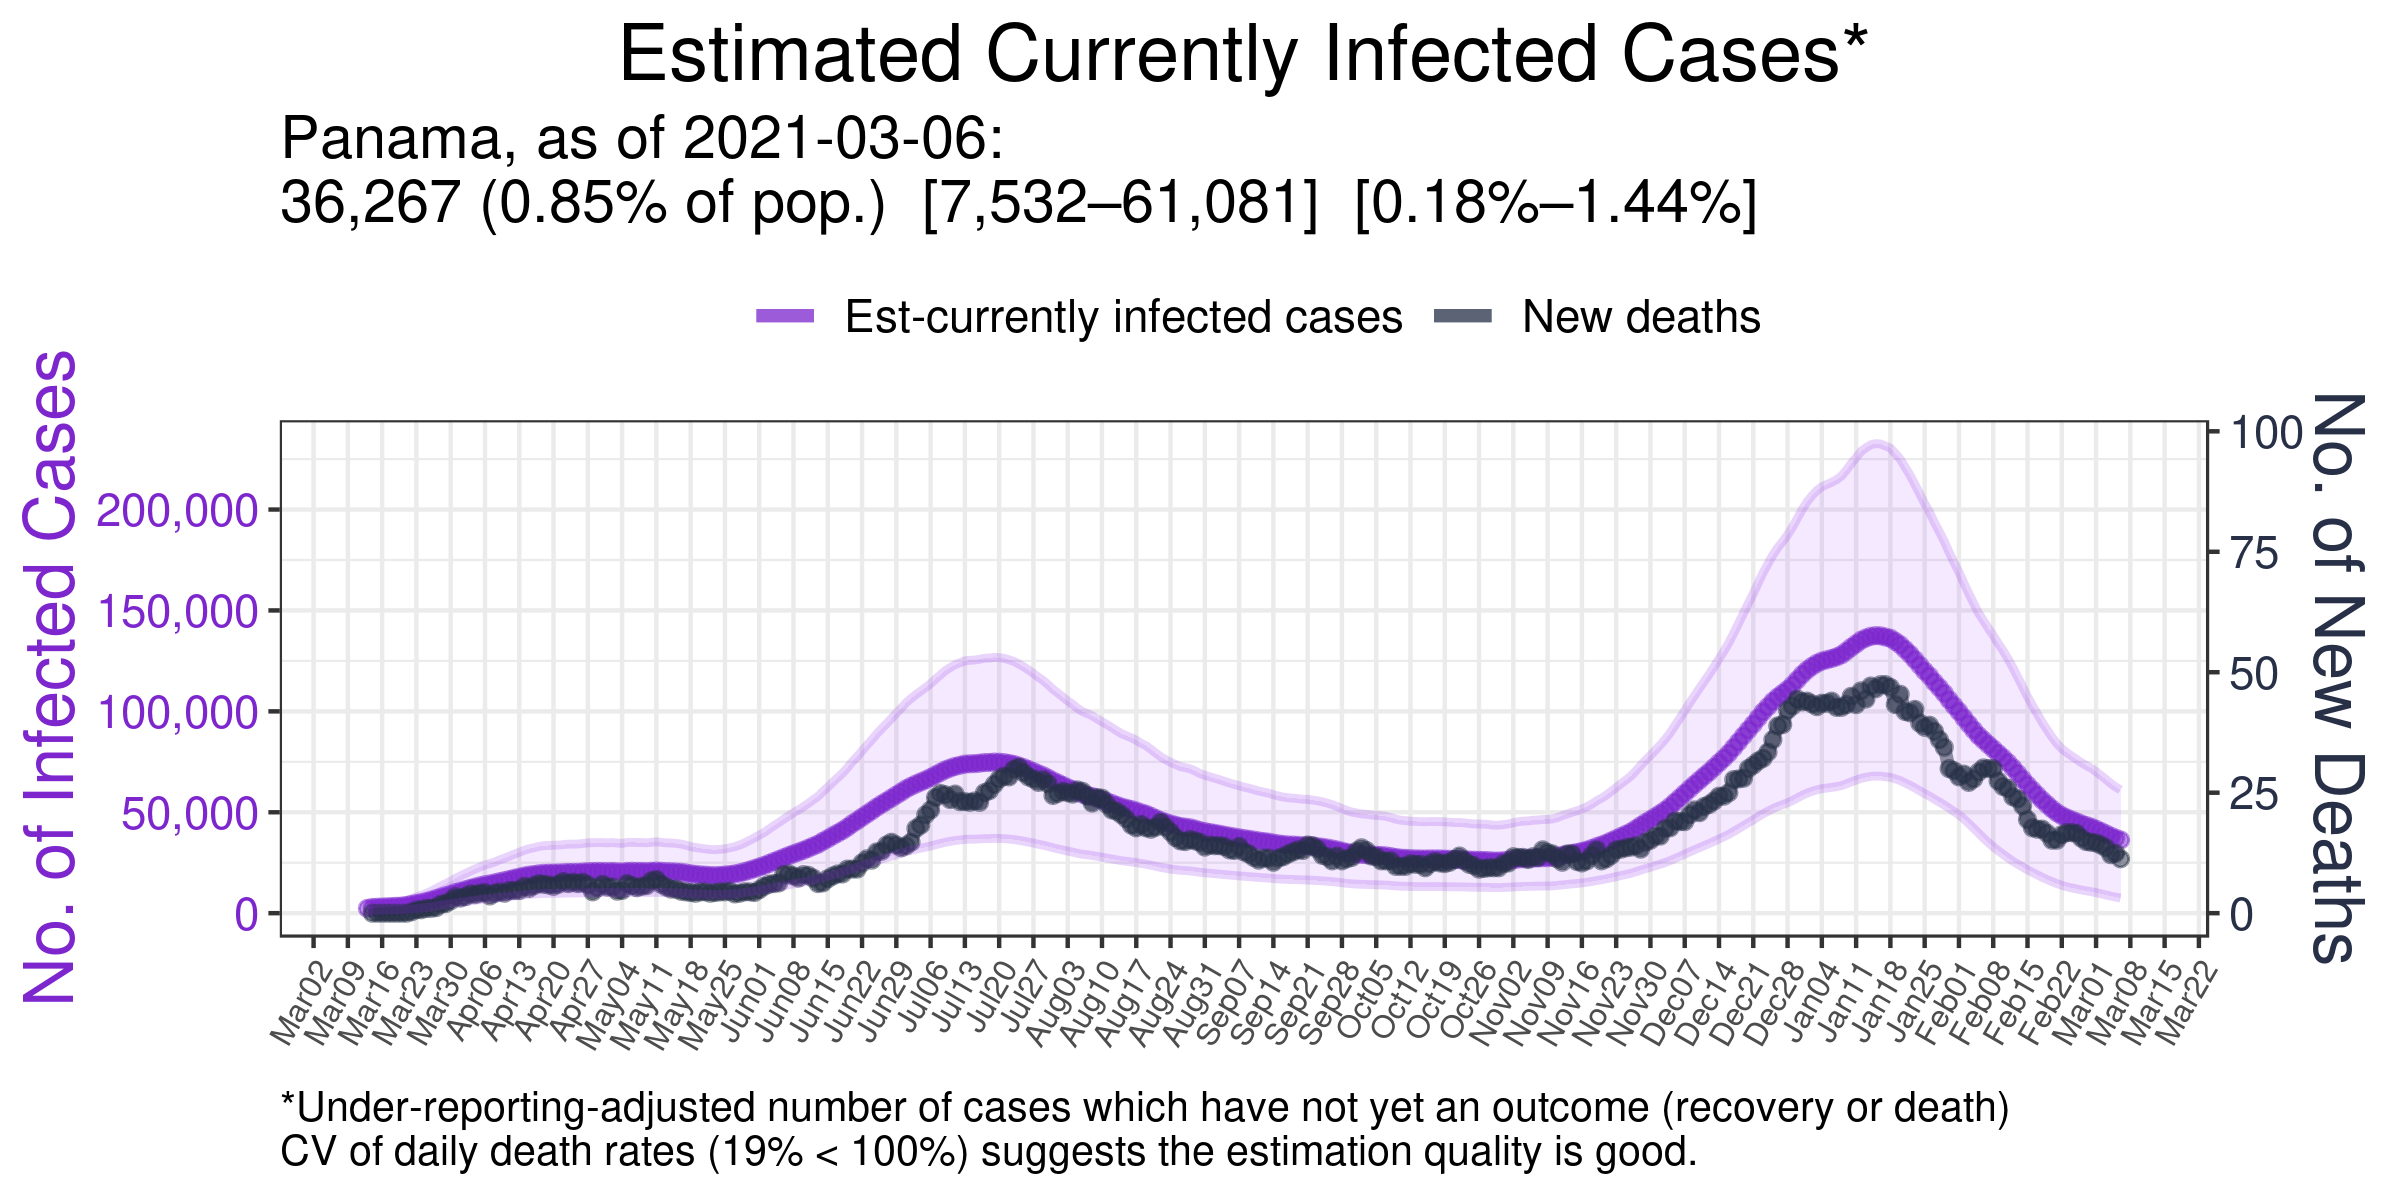 Estimated Currently Infected Cases*
Panama, as of 2021-03-06:
36,267 (0.85% of pop.)  [7,532–61,081]  [0.18%–1.44%]
Est-currently infected cases
New deaths
No. of Infected Cases
200,000
150,000
100,000
50,000
0
100
75
50
25
0
No. of New Deaths
Mar02
Mar09
Mar16
Mar23
Mar30
Apr06
Apr13
Apr20
Apr27
May04
May11
May18
May25
Jun01
Jun08
Jun15
Jun22
Jun29
Jul06
Jul13
Jul20
Jul27
Aug03
Aug10
Aug17
Aug24
Aug31
Sep07
Sep14
Sep21
Sep28
Oct05
Oct12
Oct19
Oct26
Nov02
Nov09
Nov16
Nov23
Nov30
Dec07
Dec14
Dec21
Dec28
Jan04
Jan11
Jan18
Jan25
Feb01
Feb08
Feb15
Feb22
Mar01
Mar08
Mar15
Mar22
*Under-reporting-adjusted number of cases which have not yet an outcome (recovery or death)
CV of daily death rates (19% < 100%) suggests the estimation quality is good.